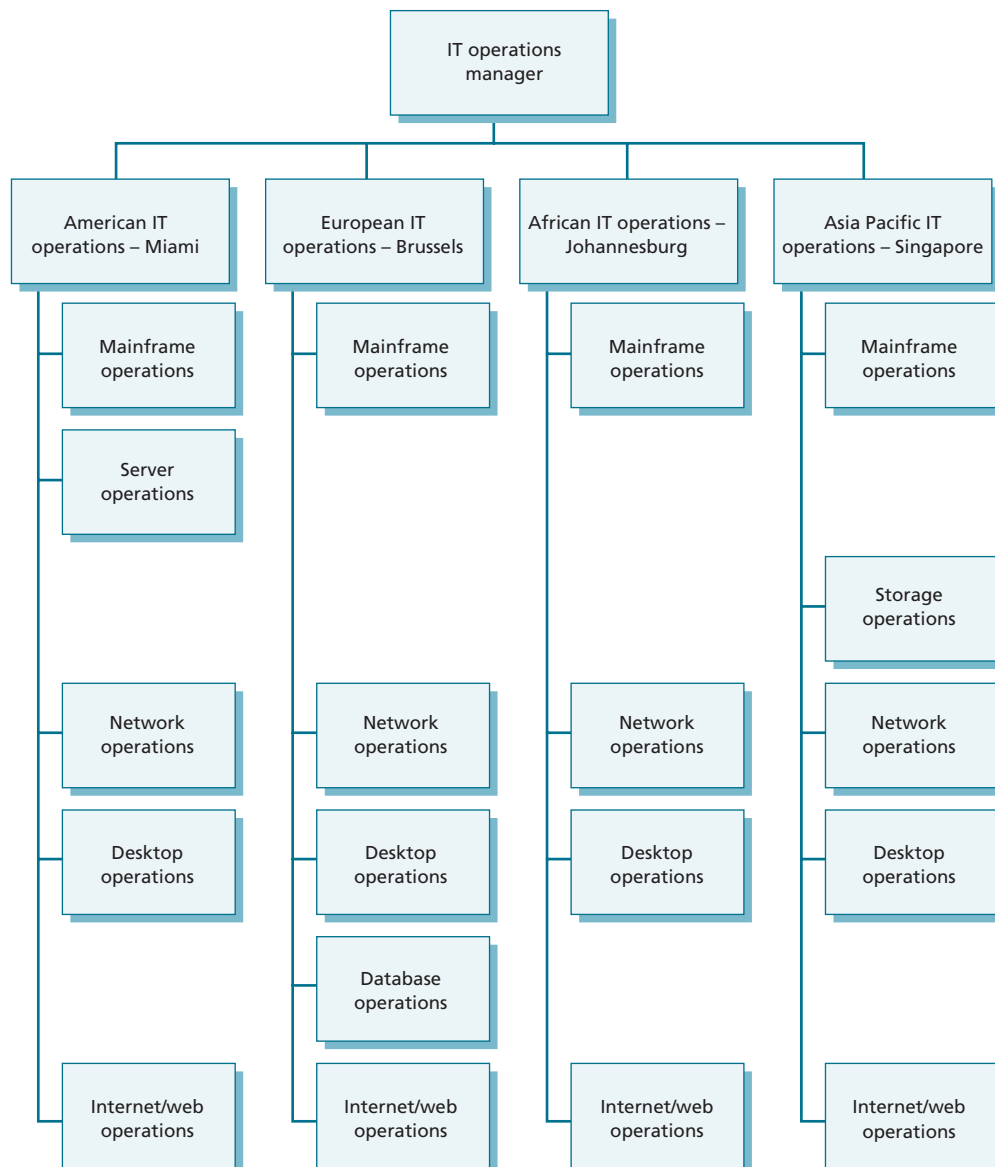 IT operations
manager
American IT
operations – Miami
European IT
operations – Brussels
African IT operations –
Johannesburg
Asia Pacific IT
operations – Singapore
Mainframe
operations
Mainframe
operations
Mainframe
operations
Mainframe
operations
Server
operations
Storage
operations
Network
operations
Network
operations
Network
operations
Network
operations
Desktop
operations
Desktop
operations
Desktop
operations
Desktop
operations
Database
operations
Internet/web
operations
Internet/web
operations
Internet/web
operations
Internet/web
operations